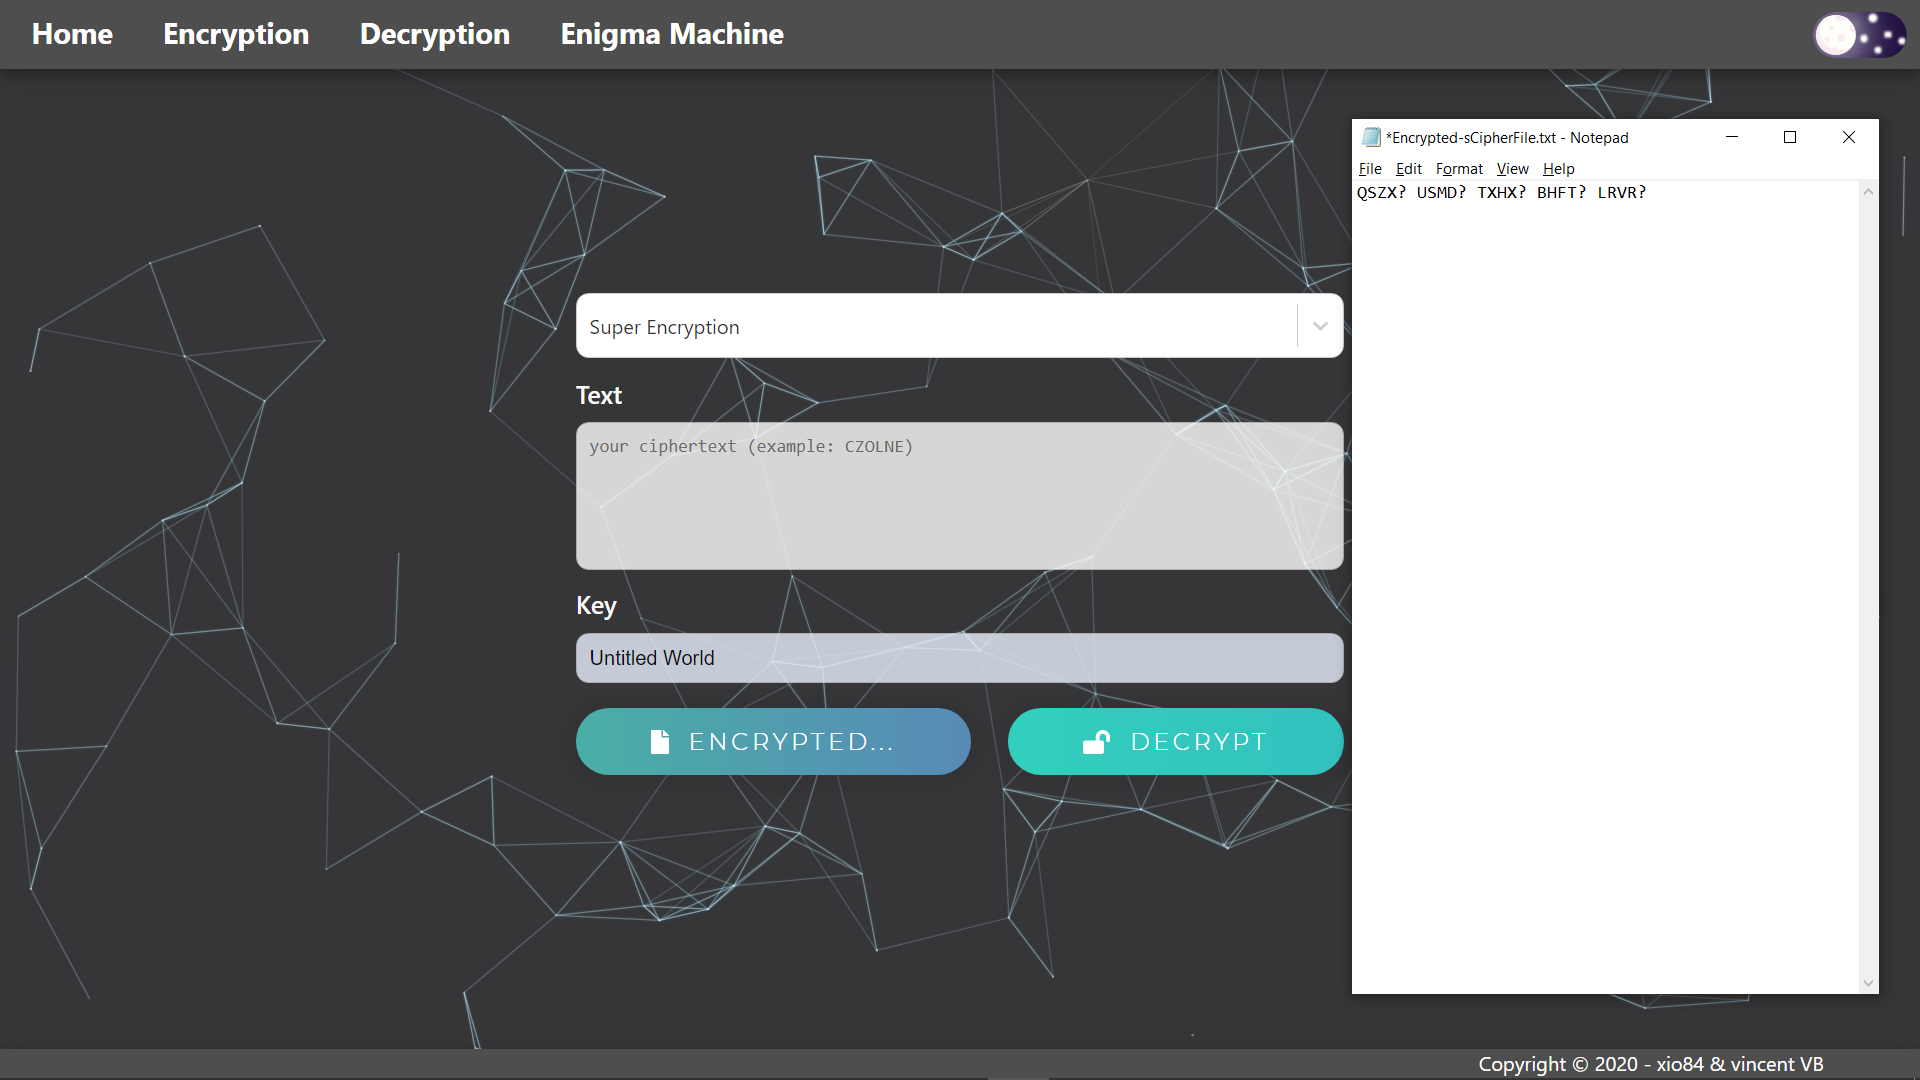 Home Encryption Decryption Enigma Machine
*Encrypted-sCipherFile.txt - Notepad
File Edit Format View Help
QSZX? USMD? TXHX? BHFT? LRVR?
Super Encryption
Text
your ciphertext (example: CZOLNE)
Key
Untitled World
ENCRYPTED... DECRYPT
Copyright © 2020 - xio84 & vincent VB